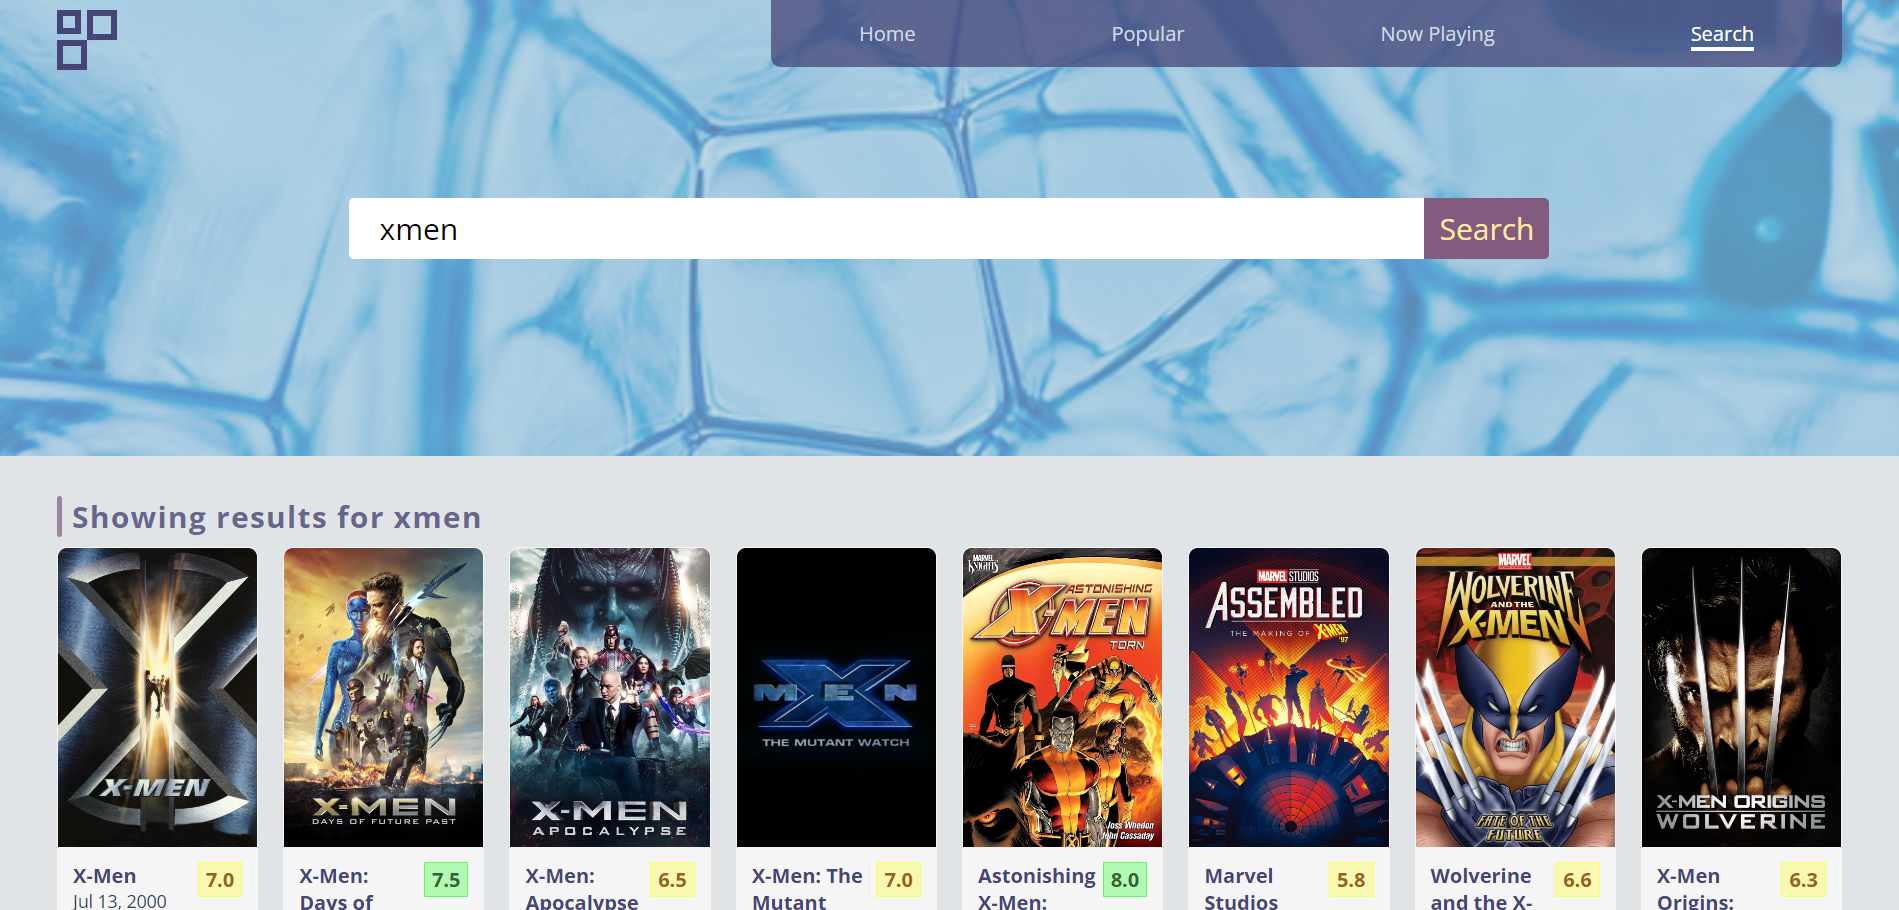 Home Popular Now Playing Search
xmen Search
Showing results for xmen
X-MEN
X-MEN
DAYS OF FUTURE PAST
X-MEN
APOCALYPSE
X
MEN
THE MUTANT WATCH
MARVEL
KNIGHTS
ASTONISHING
X-MEN
TORN
Joss Whedon
John Cassaday
MARVEL STUDIOS
ASSEMBLED
THE MAKING OF X-MEN '97
MARVEL
WOLVERINE
AND THE
X-MEN
FATE OF THE
FUTURE
X-MEN ORIGINS
WOLVERINE
X-Men 7.0
Jul 13, 2000
X-Men: 7.5
Days of
X-Men: 6.5
Apocalypse
X-Men: The 7.0
Mutant
Astonishing 8.0
X-Men:
Marvel 5.8
Studios
Wolverine 6.6
and the X-
X-Men 6.3
Origins: